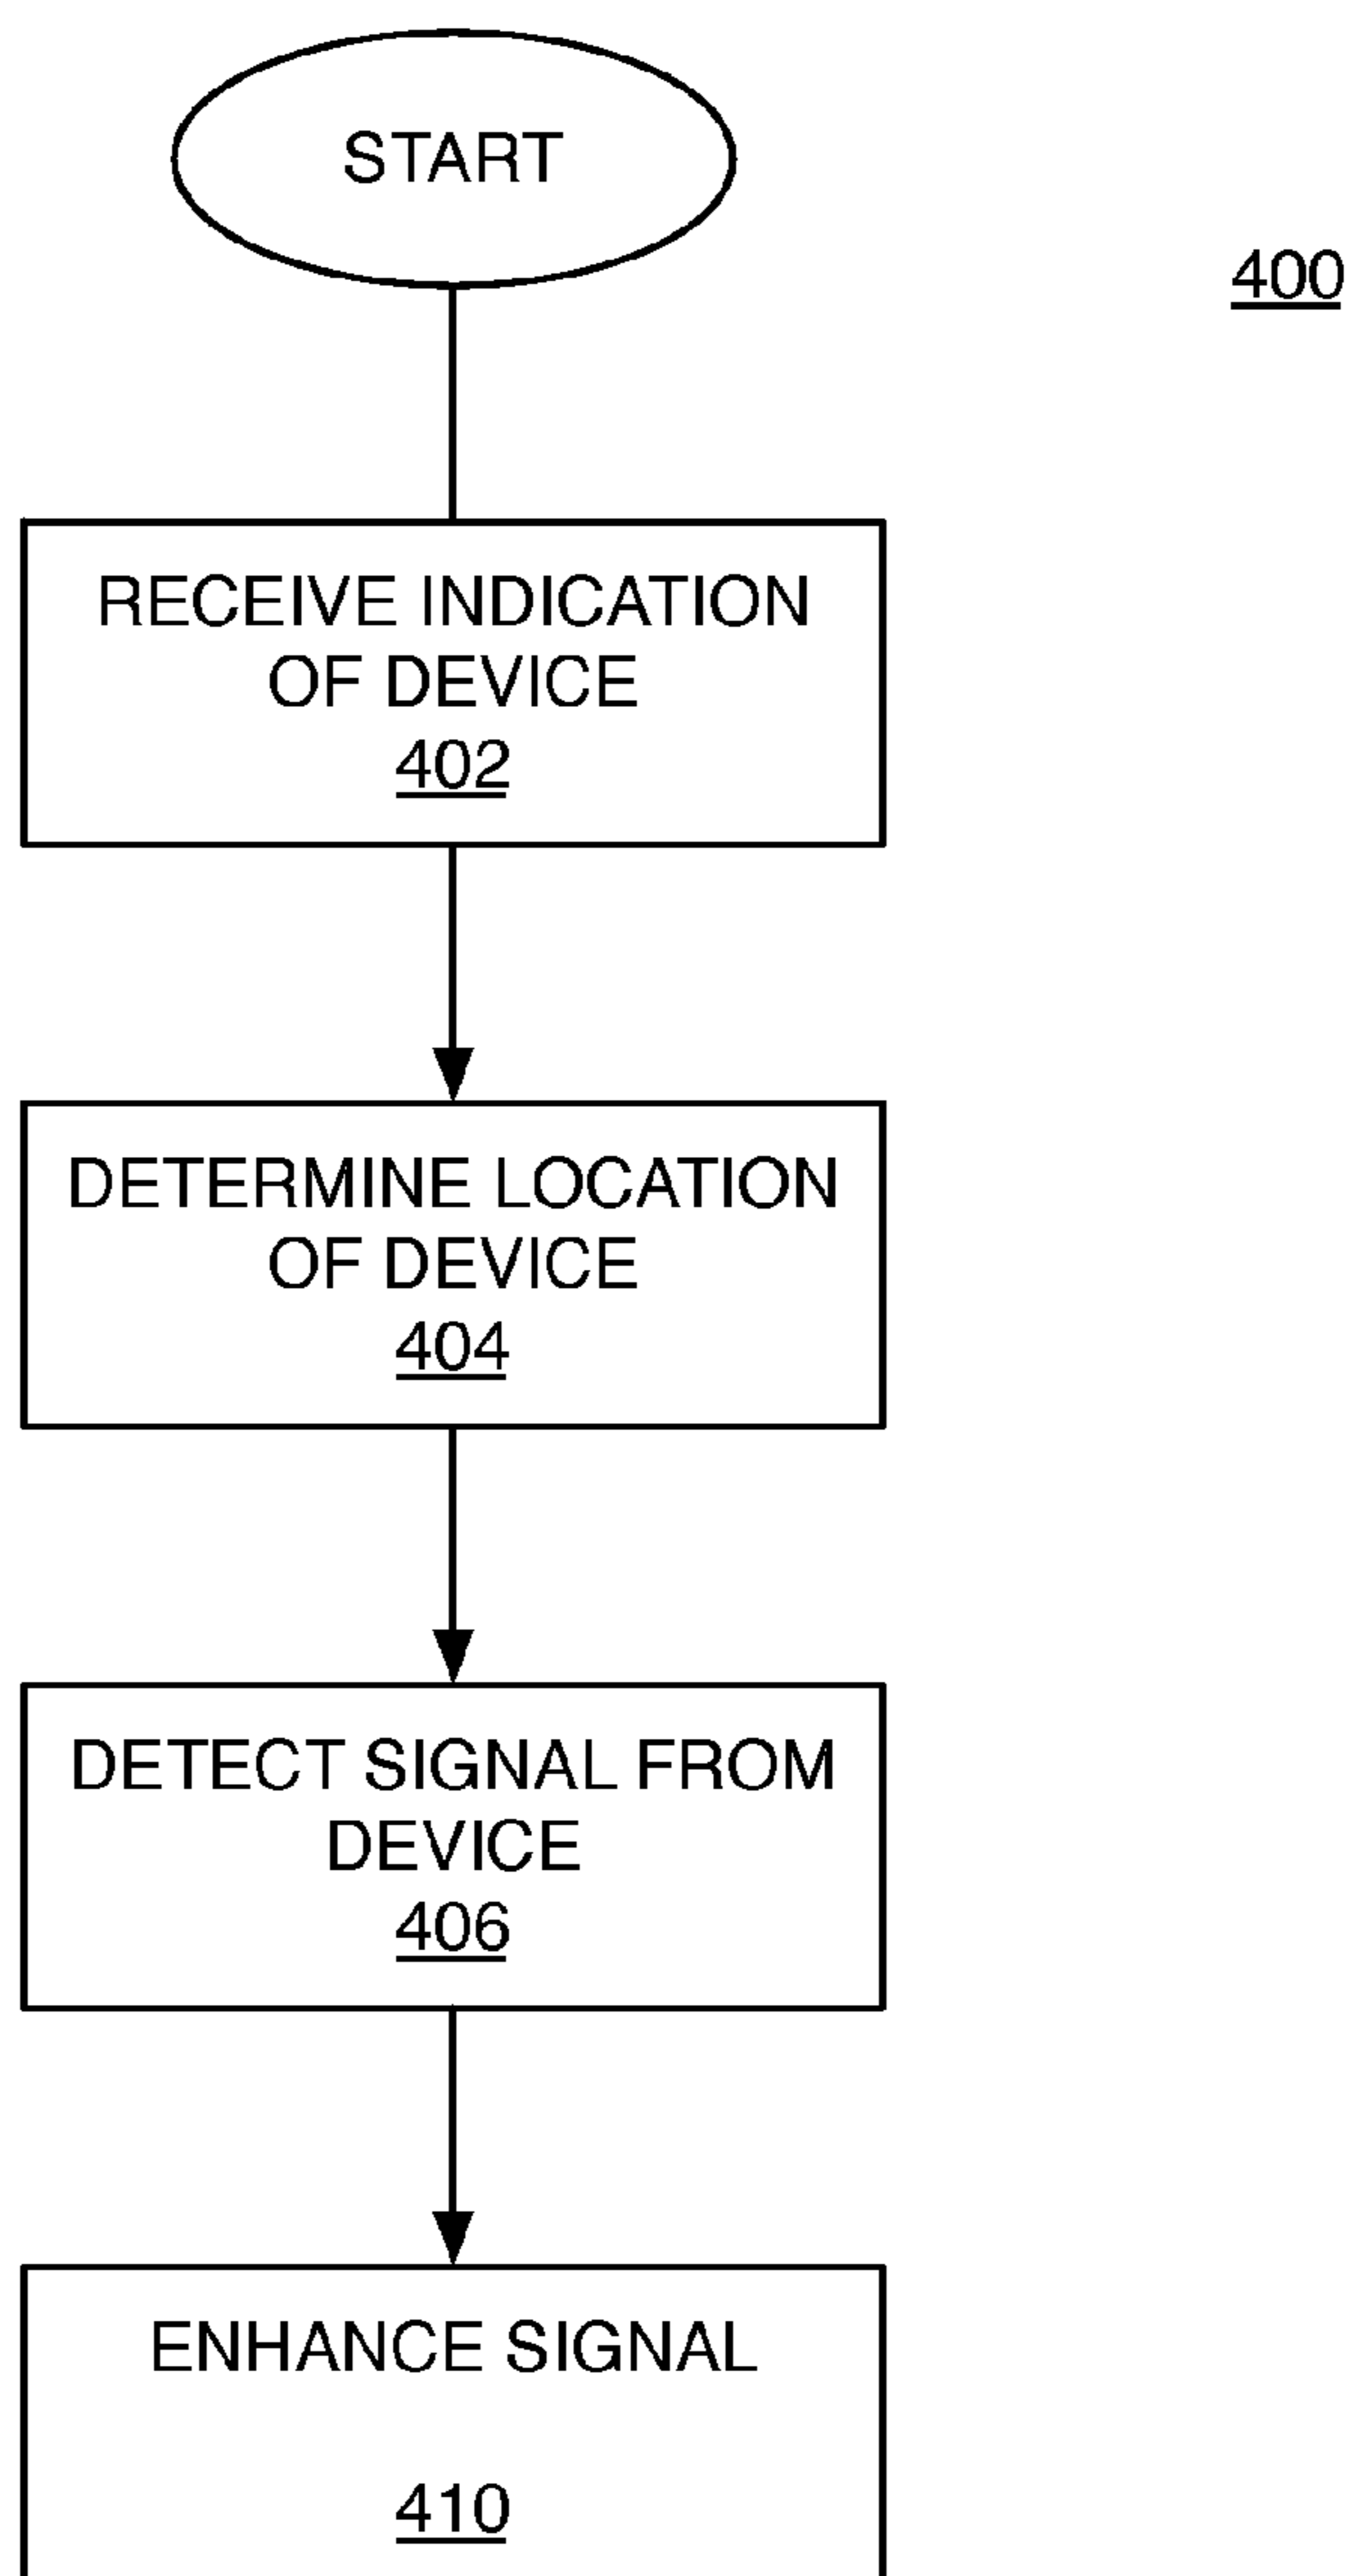 START
400
RECEIVE INDICATION
OF DEVICE
402
DETERMINE LOCATION
OF DEVICE
404
DETECT SIGNAL FROM
DEVICE
406
ENHANCE SIGNAL
410